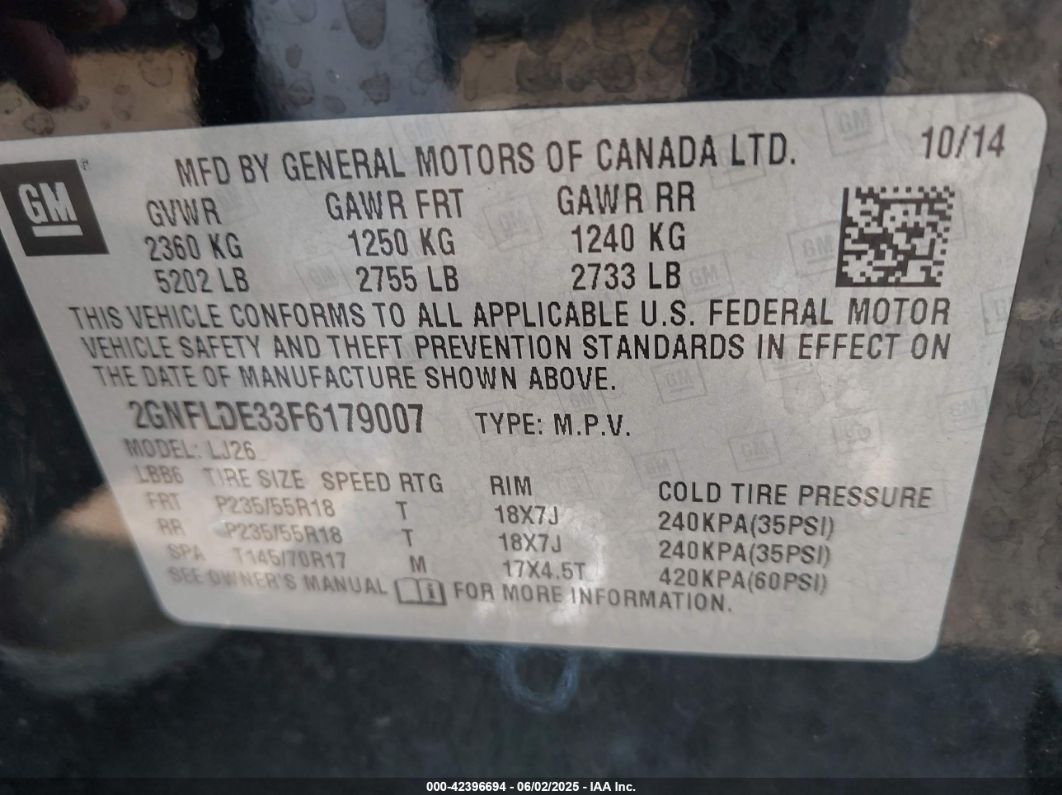 GM
MFD BY GENERAL MOTORS OF CANADA LTD. 10/14
GVWR GAWR FRT GAWR RR
2360 KG 1250 KG 1240 KG
5202 LB 2755 LB 2733 LB
THIS VEHICLE CONFORMS TO ALL APPLICABLE U.S. FEDERAL MOTOR
VEHICLE SAFETY AND THEFT PREVENTION STANDARDS IN EFFECT ON
THE DATE OF MANUFACTURE SHOWN ABOVE.
2GNFLDE33F6179007 TYPE: M.P.V.
MODEL: LJ26
LBB6 TIRE SIZE SPEED RTG RIM COLD TIRE PRESSURE
FRT P235/55R18 T 18X7J 240KPA(35PSI)
RR P235/55R18 T 18X7J 240KPA(35PSI)
SPA T145/70R17 M 17X4.5T 420KPA(60PSI)
SEE OWNER'S MANUAL FOR MORE INFORMATION.
000-42396694 - 06/02/2025 - IAA Inc.